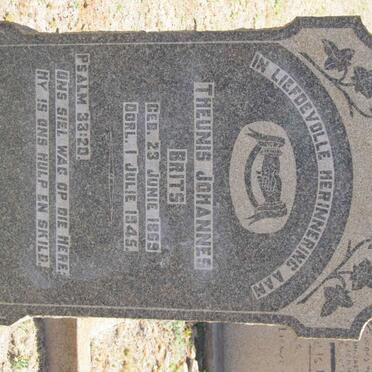 IN LIEFDEVOLLE HERINNERING AAN
THEUNIS JOHANNES
BRITS
GEB. 23 JUNIE 1869
OORL. 1 JULIE 1945.
PSALM 33:20.
ONS SIEL WAG OP DIE HERE.
HY IS ONS HULP EN SKILD.